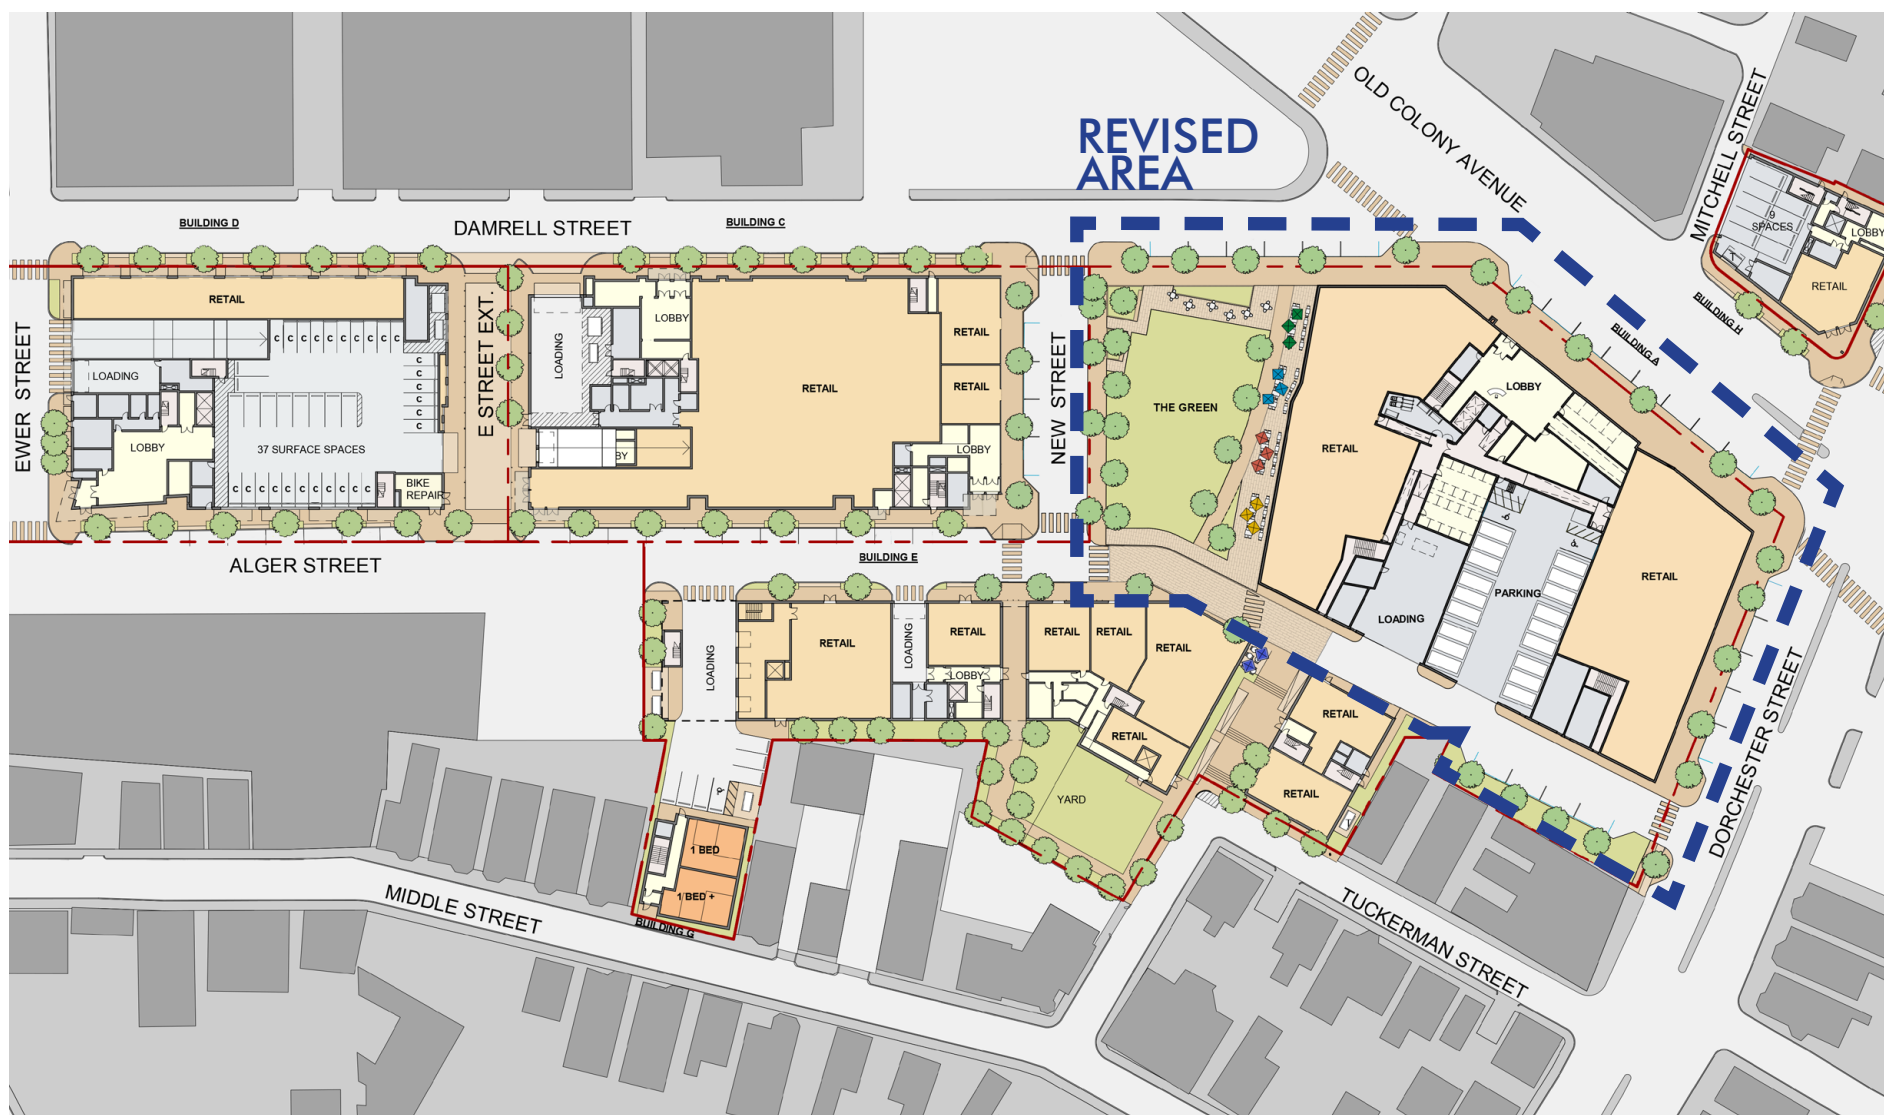 REVISED
AREA
OLD COLONY AVENUE
MITCHELL STREET
BUILDING D
DAMRELL STREET
BUILDING C
9
SPACES
LOBBY
RETAIL
BUILDING H
BUILDING A
RETAIL
LOADING
LOBBY
37 SURFACE SPACES
BIKE
REPAIR
C C C C C C C C C C C
C
C
C
C
C
C
C C C C C C C C C C C
EWER STREET
E STREET EXT.
LOADING
LOBBY
RETAIL
RETAIL
RETAIL
BY
LOBBY
NEW STREET
THE GREEN
RETAIL
LOBBY
RETAIL
PARKING
LOADING
ALGER STREET
BUILDING E
LOADING
RETAIL
LOADING
RETAIL
LOBBY
RETAIL
RETAIL
RETAIL
RETAIL
YARD
RETAIL
RETAIL
DORCHESTER STREET
1 BED
1 BED +
BUILDING G
MIDDLE STREET
TUCKERMAN STREET